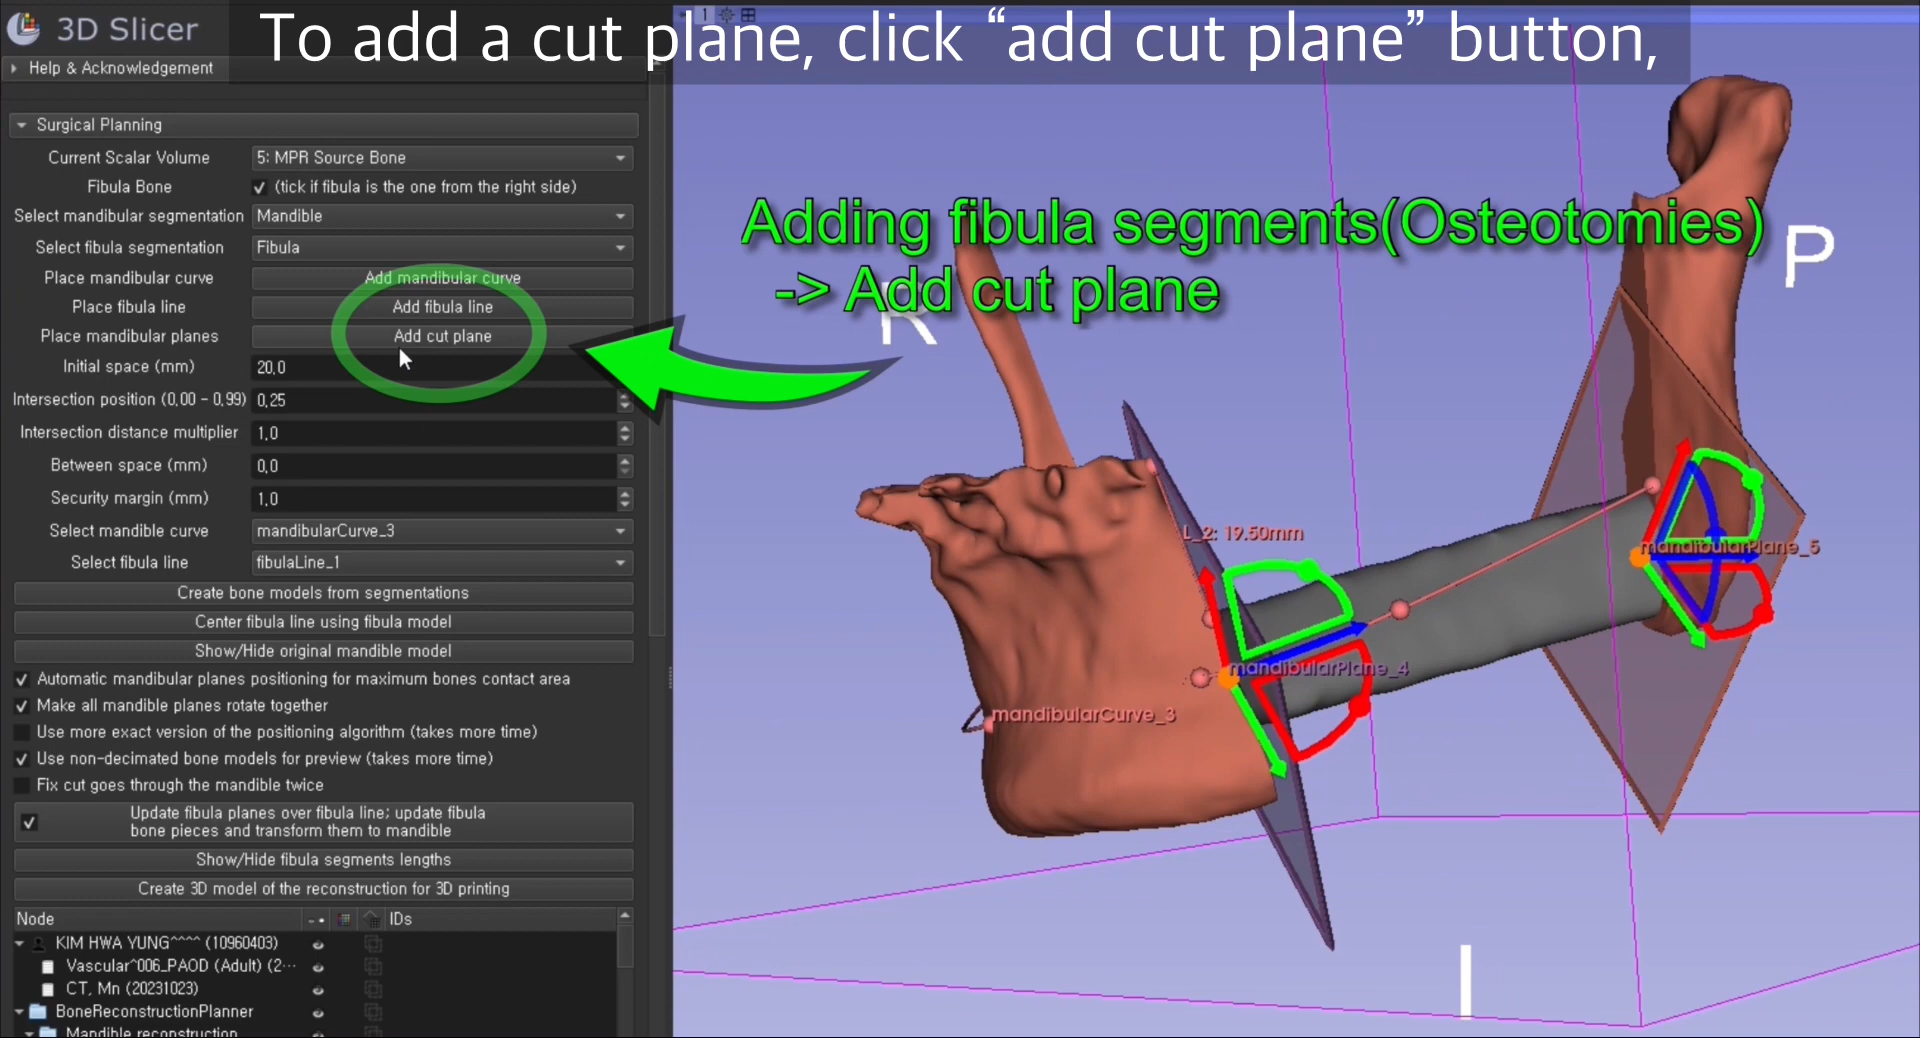 To add a cut plane, click “add cut plane” button,
3D Slicer
1
Help & Acknowledgement
Surgical Planning
Current Scalar Volume
5: MPR Source Bone
Fibula Bone
(tick if fibula is the one from the right side)
Select mandibular segmentation
Mandible
Select fibula segmentation
Fibula
Place mandibular curve
Add mandibular curve
Place fibula line
Add fibula line
Place mandibular planes
Add cut plane
Initial space (mm)
20,0
Intersection position (0,00 - 0,99)
0,25
Intersection distance multiplier
1,0
Between space (mm)
0,0
Security margin (mm)
1,0
Select mandible curve
mandibularCurve_3
Select fibula line
fibulaLine_1
Create bone models from segmentations
Center fibula line using fibula model
Show/Hide original mandible model
Automatic mandibular planes positioning for maximum bones contact area
Make all mandible planes rotate together
Use more exact version of the positioning algorithm (takes more time)
Use non-decimated bone models for preview (takes more time)
Fix cut goes through the mandible twice
Update fibula planes over fibula line; update fibula
bone pieces and transform them to mandible
Show/Hide fibula segments lengths
Create 3D model of the reconstruction for 3D printing
Node
IDs
KIM HWA YUNG^^^^ (10960403)
Vascular^006_PAOD (Adult) (2…
CT, Mn (20231023)
BoneReconstructionPlanner
Mandible reconstruction
Adding fibula segments(Osteotomies)
-> Add cut plane
P
R
L_2: 19.50mm
mandibularPlane_5
mandibularPlane_4
mandibularCurve_3
I